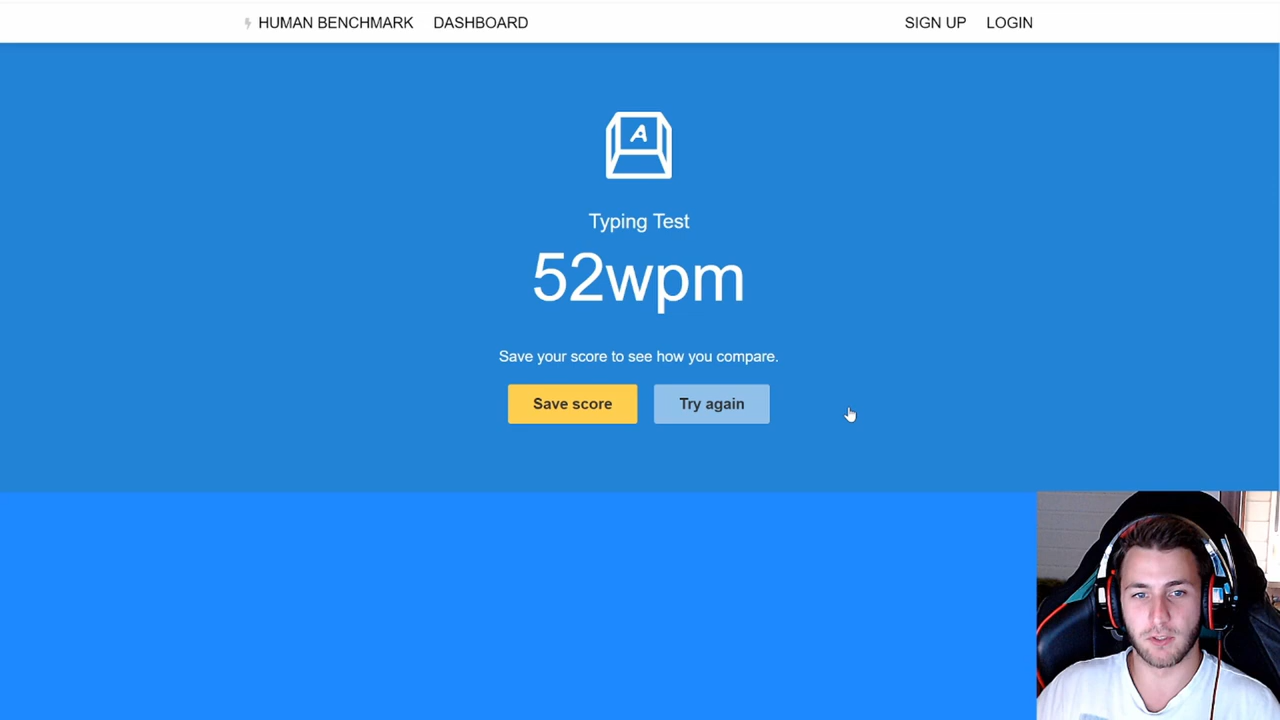 HUMAN BENCHMARK DASHBOARD SIGN UP LOGIN
A
Typing Test
52wpm
Save your score to see how you compare.
Save score Try again